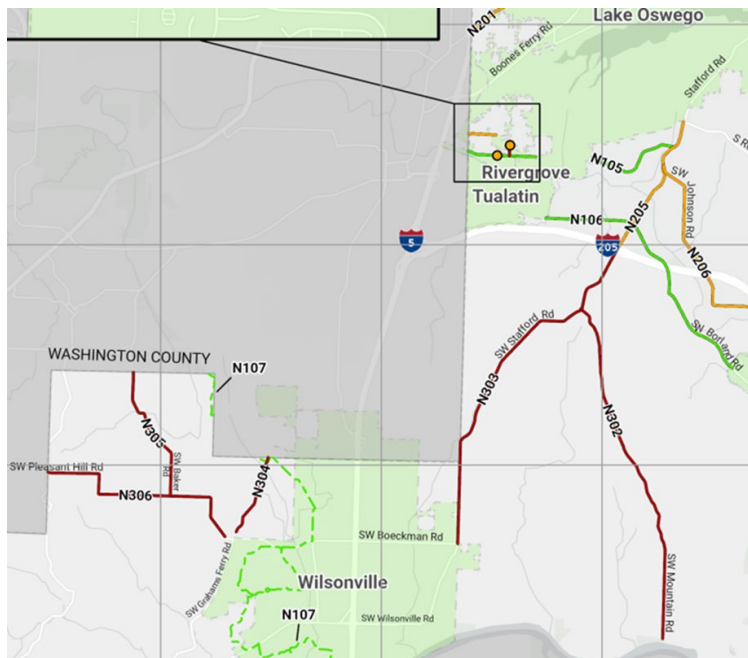 Lake Oswego
N201
Boones Ferry Rd
Stafford Rd
S R
N105
Rivergrove
SW
Johnson Rd
Tualatin
N205
N106
5
205
N206
SW Borland Rd
SW Stafford Rd
WASHINGTON COUNTY
N107
N303
N302
N305
SW Baker
Rd
SW Pleasant Hill Rd
N304
N306
SW Boeckman Rd
SW Grahams Ferry Rd
Wilsonville
SW Mountain Rd
N107
SW Wilsonville Rd